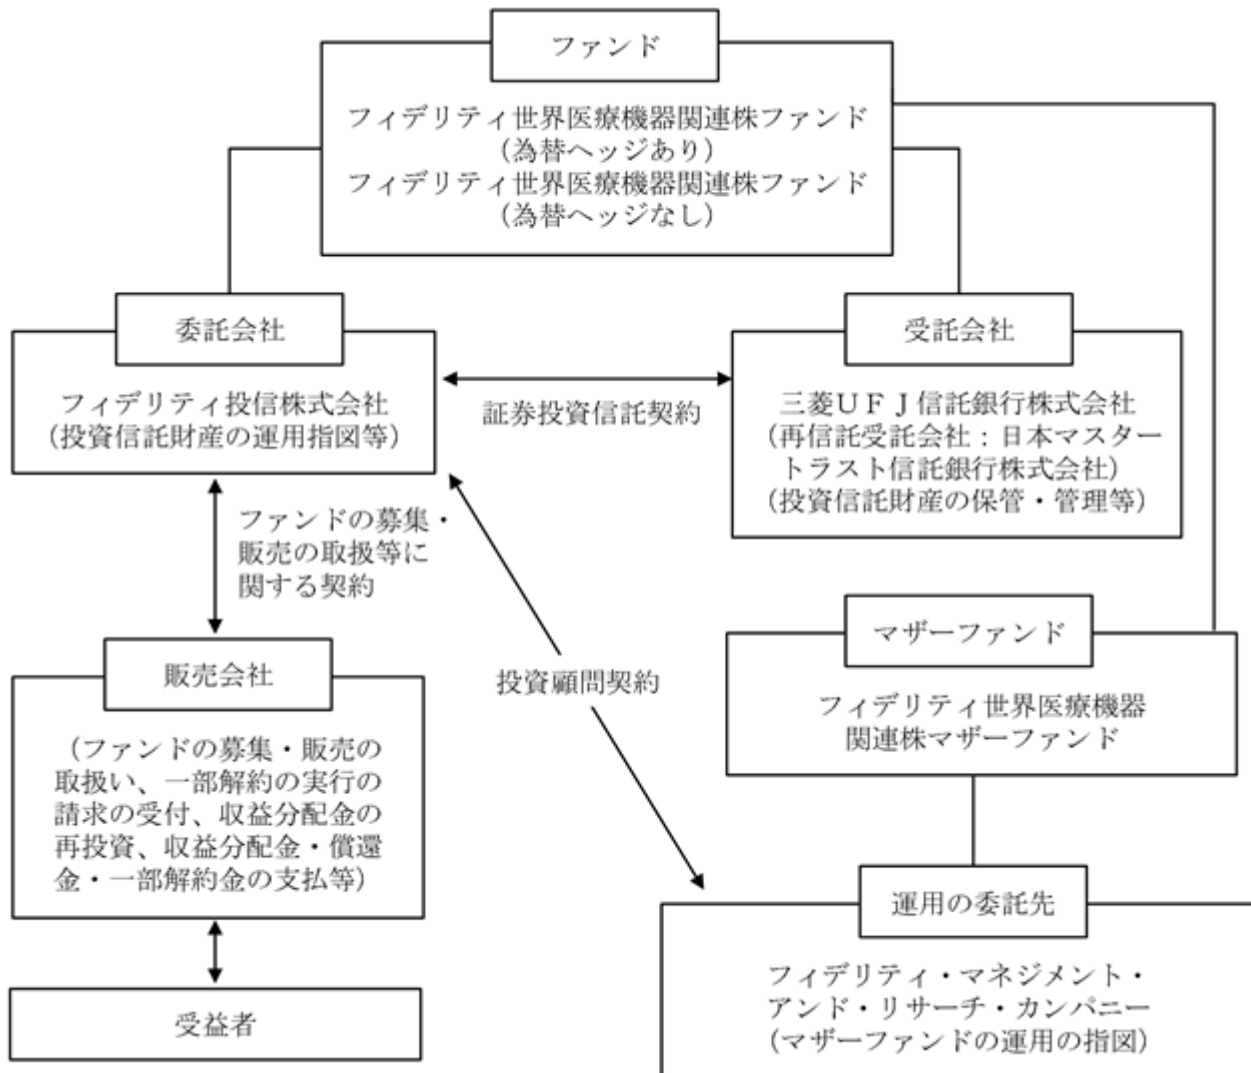 ファンド
フィデリティ世界医療機器関連株ファンド
（為替ヘッジあり）
フィデリティ世界医療機器関連株ファンド
（為替ヘッジなし）
委託会社
フィデリティ投信株式会社
（投資信託財産の運用指図等）
証券投資信託契約
受託会社
三菱ＵＦＪ信託銀行株式会社
（再信託受託会社：日本マスター
トラスト信託銀行株式会社）
（投資信託財産の保管・管理等）
ファンドの募集・
販売の取扱等に
関する契約
投資顧問契約
マザーファンド
フィデリティ世界医療機器
関連株マザーファンド
販売会社
（ファンドの募集・販売の
取扱い、一部解約の実行の
請求の受付、収益分配金の
再投資、収益分配金・償還
金・一部解約金の支払等）
運用の委託先
フィデリティ・マネジメント・
アンド・リサーチ・カンパニー
（マザーファンドの運用の指図）
受益者